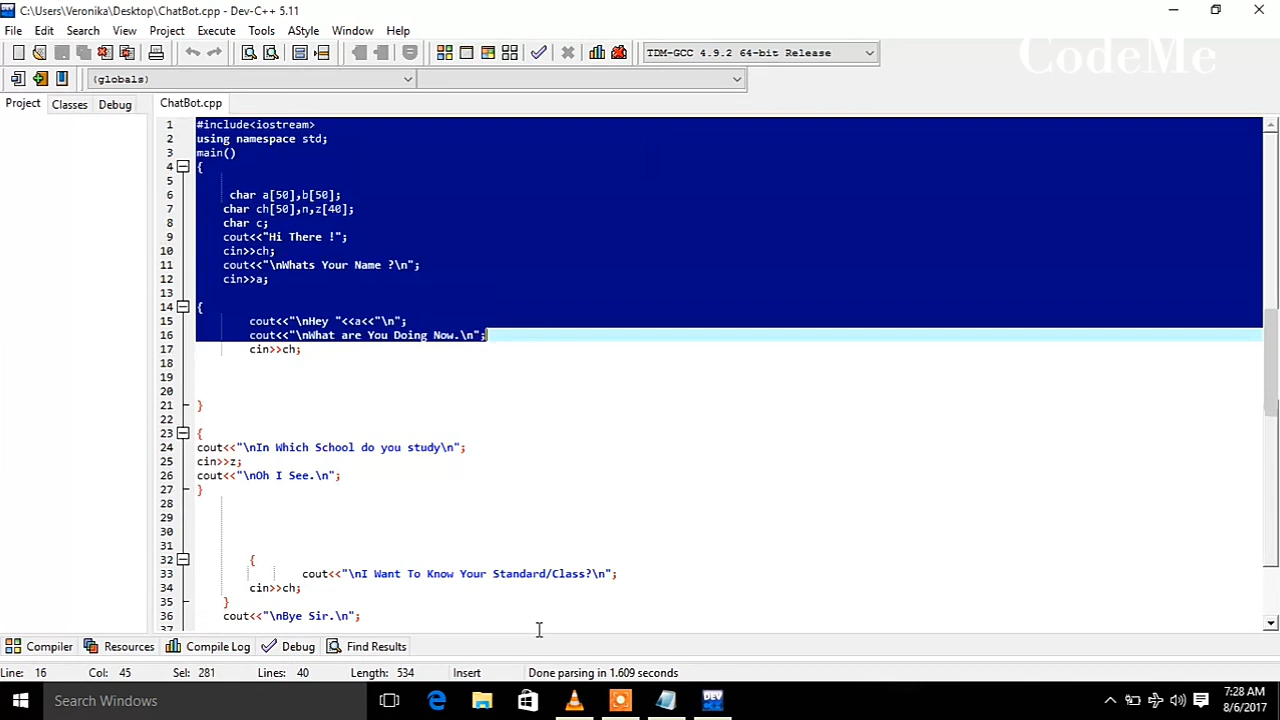 C:\Users\Veronika\Desktop\ChatBot.cpp - Dev-C++ 5.11
File Edit Search View Project Execute Tools AStyle Window Help
TDM-GCC 4.9.2 64-bit Release
CodeMe
(globals)
Project Classes Debug ChatBot.cpp
1 #include<iostream>
2 using namespace std;
3 main()
4 {
5
6 char a[50],b[50];
7 char ch[50],n,z[40];
8 char c;
9 cout<<"Hi There !";
10 cin>>ch;
11 cout<<"\nWhats Your Name ?\n";
12 cin>>a;
13
14 {
15 cout<<"\nHey "<<a<<"\n";
16 cout<<"\nWhat are You Doing Now.\n";
17 cin>>ch;
18
19
20
21 }
22
23 {
24 cout<<"\nIn Which School do you study\n";
25 cin>>z;
26 cout<<"\nOh I See.\n";
27 }
28
29
30
31
32 {
33 cout<<"\nI Want To Know Your Standard/Class?\n";
34 cin>>ch;
35 }
36 cout<<"\nBye Sir.\n";
37
Compiler Resources Compile Log Debug Find Results
Line: 16 Col: 45 Sel: 281 Lines: 40 Length: 534 Insert Done parsing in 1.609 seconds
Search Windows
7:28 AM
8/6/2017